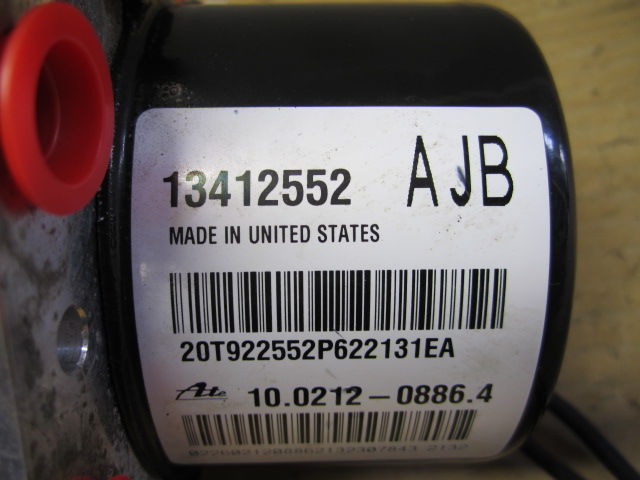 13412552 AJB
MADE IN UNITED STATES
20T922552P622131EA
Ate 10.0212-0886.4